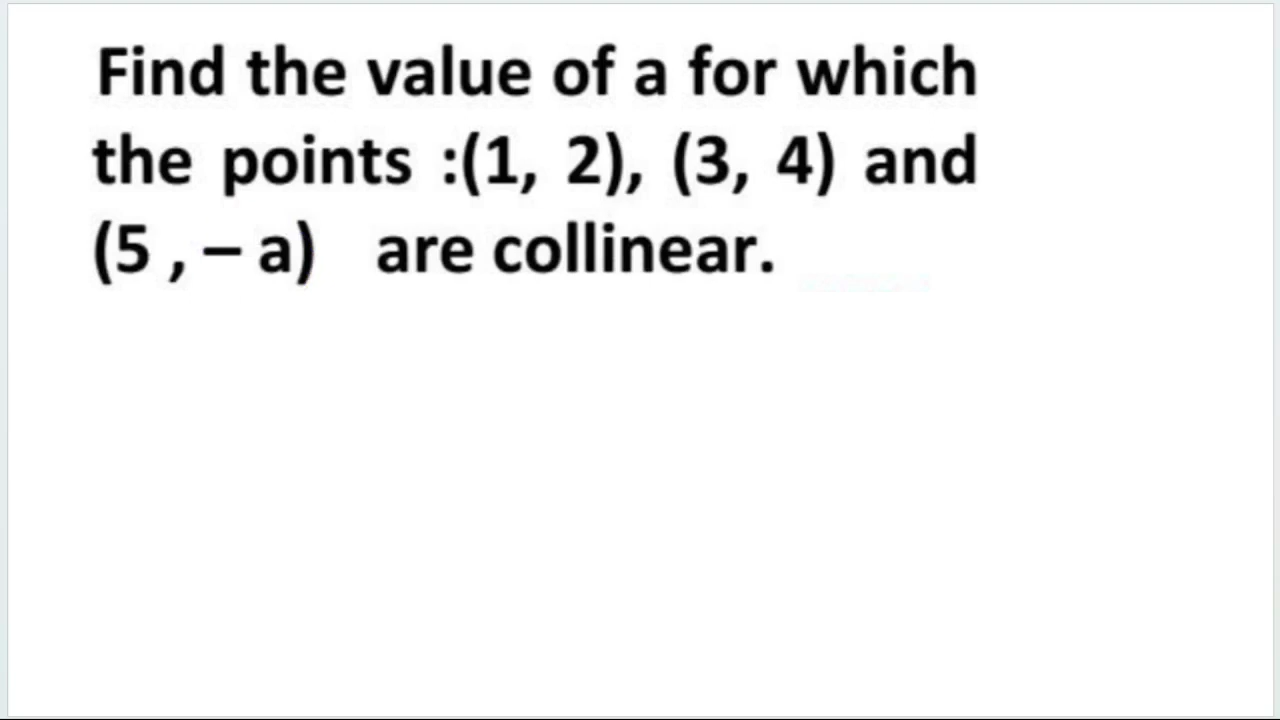 Find the value of a for which
the points :(1, 2), (3, 4) and
(5 , – a) are collinear.